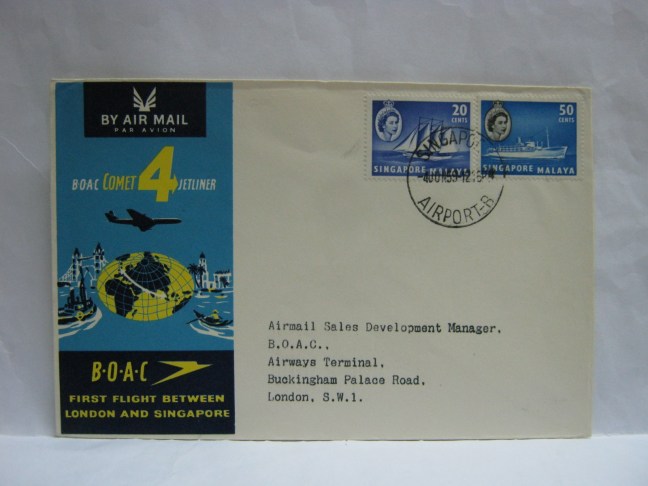 BY AIR MAIL
PAR AVION
BOAC COMET 4 JETLINER
B·O·A·C
FIRST FLIGHT BETWEEN
LONDON AND SINGAPORE
20
CENTS
SINGAPORE MALAYA
50
CENTS
SINGAPORE MALAYA
SINGAPORE
AIRPORT-B
Airmail Sales Development Manager,
B.O.A.C.,
Airways Terminal,
Buckingham Palace Road,
London, S.W.1.